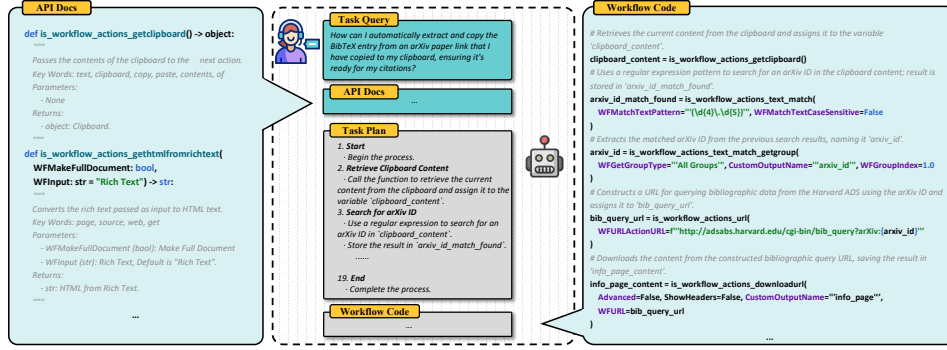 API Docs
def is_workflow_actions_getclipboard() -> object:
"""
Passes the contents of the clipboard to the next action.
Key Words: text, clipboard, copy, paste, contents, of
Parameters:
- None
Returns:
- object: Clipboard.
"""
def is_workflow_actions_gethtmlfromrichtext(
WFMakeFullDocument: bool,
WFInput: str = "Rich Text") -> str:
"""
Converts the rich text passed as input to HTML text.
Key Words: page, source, web, get
Parameters:
- WFMakeFullDocument (bool): Make Full Document
- WFInput (str): Rich Text, Default is "Rich Text".
Returns:
- str: HTML from Rich Text.
"""
...
Task Query
How can I automatically extract and copy the
BibTeX entry from an arXiv paper link that I
have copied to my clipboard, ensuring it's
ready for my citations?
API Docs
...
Task Plan
1. Start
· Begin the process.
2. Retrieve Clipboard Content
· Call the function to retrieve the current
content from the clipboard and assign it to the
variable `clipboard_content`.
3. Search for arXiv ID
· Use a regular expression to search for an
arXiv ID in `clipboard_content`.
· Store the result in `arxiv_id_match_found`.
......
19. End
· Complete the process.
Workflow Code
...
Workflow Code
# Retrieves the current content from the clipboard and assigns it to the variable
'clipboard_content'.
clipboard_content = is_workflow_actions_getclipboard()
# Uses a regular expression pattern to search for an arXiv ID in the clipboard content; result
is stored in 'arxiv_id_match_found'.
arxiv_id_match_found = is_workflow_actions_text_match(
WFMatchTextPattern='''(\d{4}\.\d{5})''', WFMatchTextCaseSensitive=False
)
# Extracts the matched arXiv ID from the previous search results, naming it 'arxiv_id'.
arxiv_id = is_workflow_actions_text_match_getgroup(
WFGetGroupType='''All Groups''', CustomOutputName='''arxiv_id''', WFGroupIndex=1.0
)
# Constructs a URL for querying bibliographic data from the Harvard ADS using the arXiv ID and
assigns it to 'bib_query_url'.
bib_query_url = is_workflow_actions_url(
WFURLActionURL=f'''http://adsabs.harvard.edu/cgi-bin/bib_query?arXiv:{arxiv_id}'''
)
# Downloads the content from the constructed bibliographic query URL, saving the result in
'info_page_content'.
info_page_content = is_workflow_actions_downloadurl(
Advanced=False, ShowHeaders=False, CustomOutputName='''info_page''',
WFURL=bib_query_url
)
...